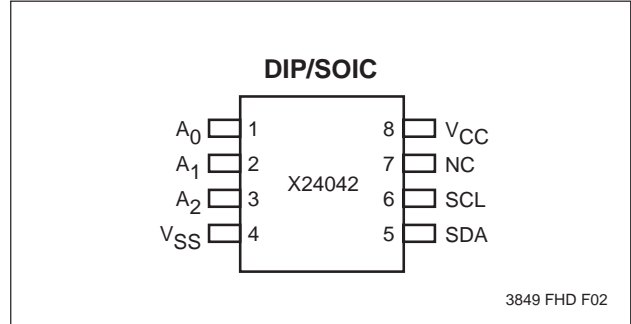 DIP/SOIC
A0 1 8 VCC
A1 2 7 NC
X24042
A2 3 6 SCL
VSS 4 5 SDA
3849 FHD F02